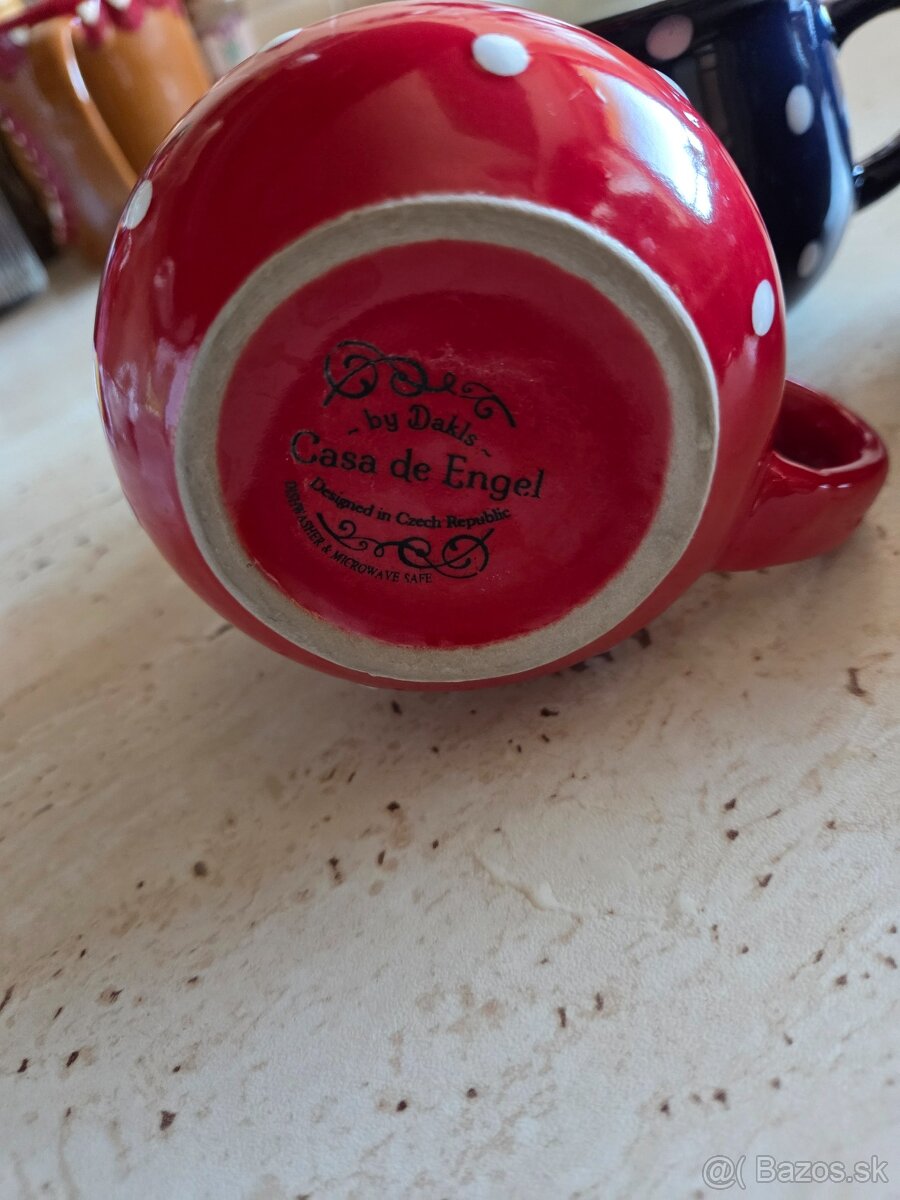 - by Dakls -
Casa de Engel
Designed in Czech Republic
DISHWASHER & MICROWAVE SAFE
@( Bazos.sk